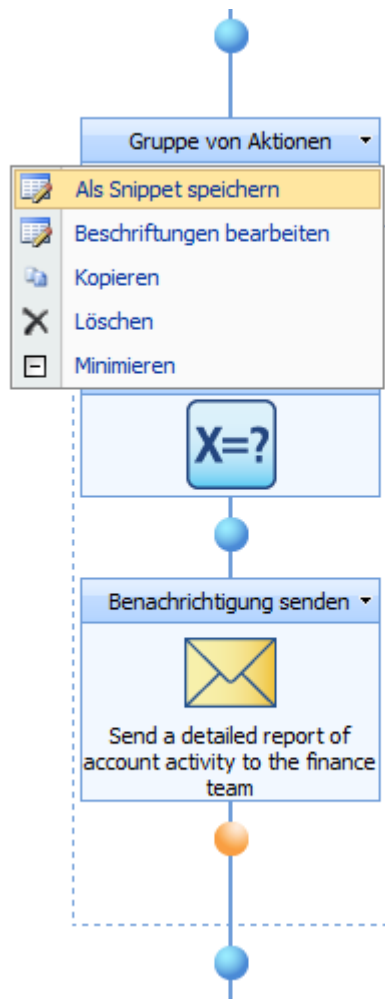 Gruppe von Aktionen
Als Snippet speichern
Beschriftungen bearbeiten
Kopieren
Löschen
Minimieren
X=?
Benachrichtigung senden
Send a detailed report of
account activity to the finance
team